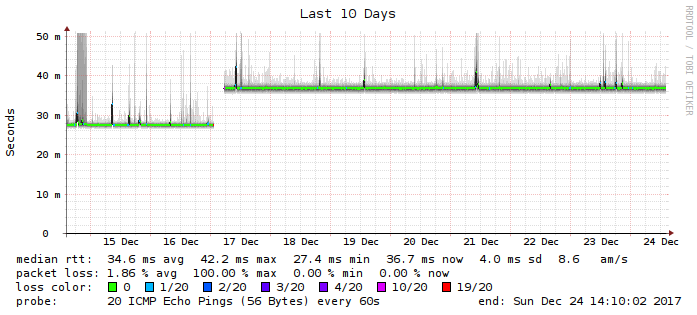 Last 10 Days
RRDTOOL / TOBI OETIKER
Seconds
50 m
40 m
30 m
20 m
10 m
0
15 Dec 16 Dec 17 Dec 18 Dec 19 Dec 20 Dec 21 Dec 22 Dec 23 Dec 24 Dec
median rtt: 34.6 ms avg 42.2 ms max 27.4 ms min 36.7 ms now 4.0 ms sd 8.6 am/s
packet loss: 1.86 % avg 100.00 % max 0.00 % min 0.00 % now
loss color: 0 1/20 2/20 3/20 4/20 10/20 19/20
probe: 20 ICMP Echo Pings (56 Bytes) every 60s end: Sun Dec 24 14:10:02 2017